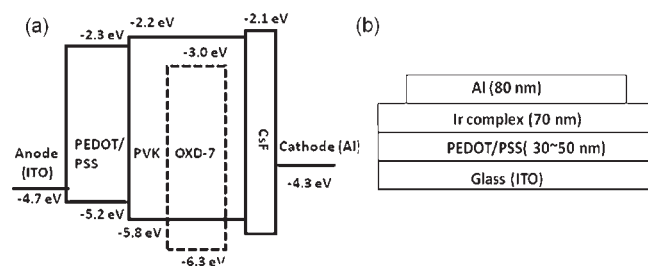 (a)
-2.3 eV
-2.2 eV
-2.1 eV
-3.0 eV
Anode
(ITO)
-4.7 eV
PEDOT/
PSS
PVK
OXD-7
CsF
Cathode (Al)
-4.3 eV
-5.2 eV
-5.8 eV
-6.3 eV
(b)
Al (80 nm)
Ir complex (70 nm)
PEDOT/PSS( 30~50 nm)
Glass (ITO)